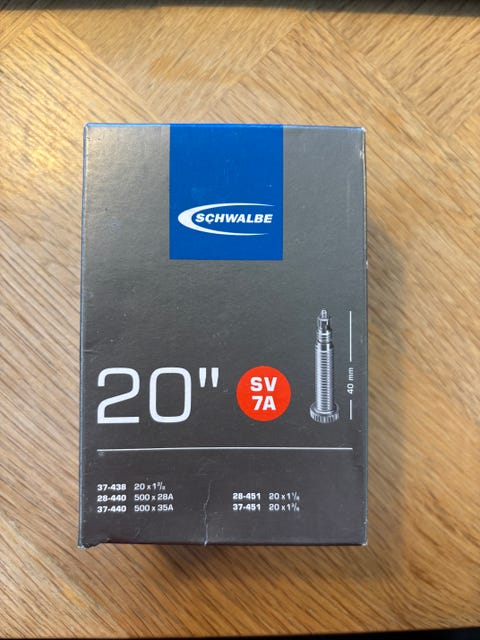 SCHWALBE
20"
SV
7A
40 mm
37-438 20 x 1 3/8
28-440 500 x 28A
37-440 500 x 35A
28-451 20 x 1 1/8
37-451 20 x 1 3/8